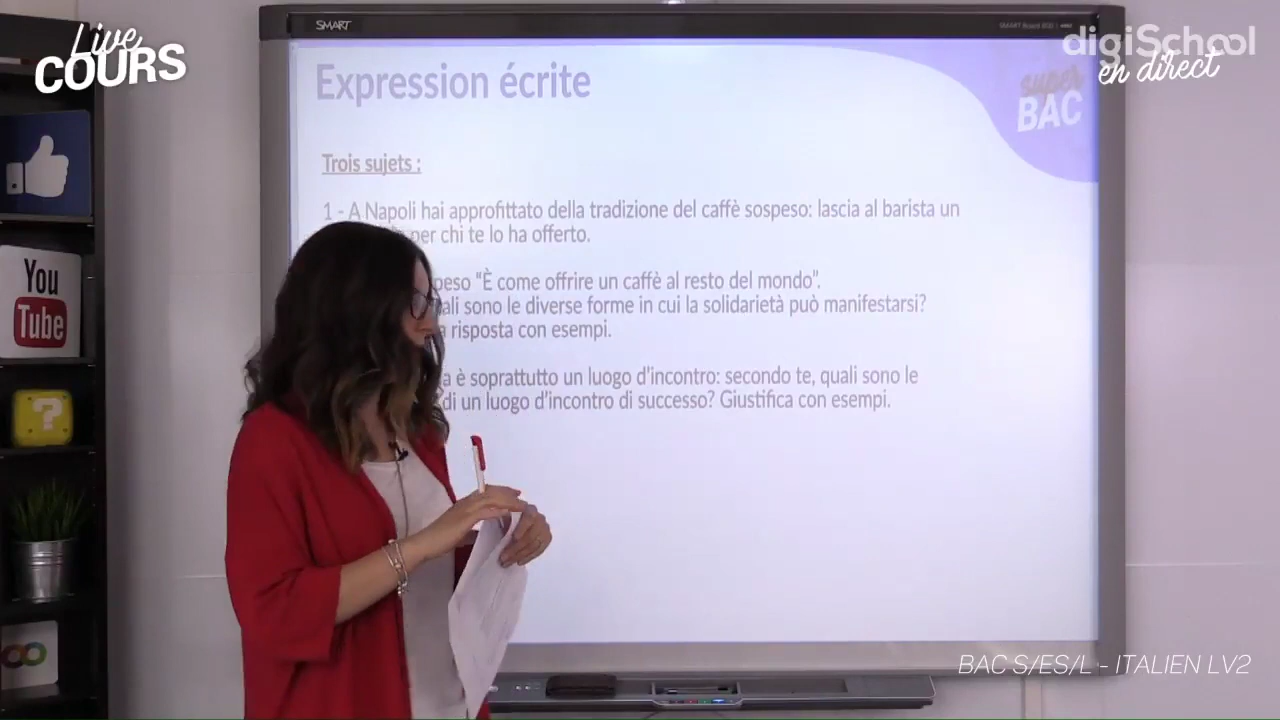 Live
COURS
SMART
digiSchool
en direct
super
BAC
Expression écrite
Trois sujets :
1 - A Napoli hai approfittato della tradizione del caffè sospeso: lascia al barista un
per chi te lo ha offerto.
"È come offrire un caffè al resto del mondo".
sono le diverse forme in cui la solidarietà può manifestarsi?
risposta con esempi.
è soprattutto un luogo d'incontro: secondo te, quali sono le
di un luogo d'incontro di successo? Giustifica con esempi.
You
Tube
?
BAC S/ES/L - ITALIEN LV2